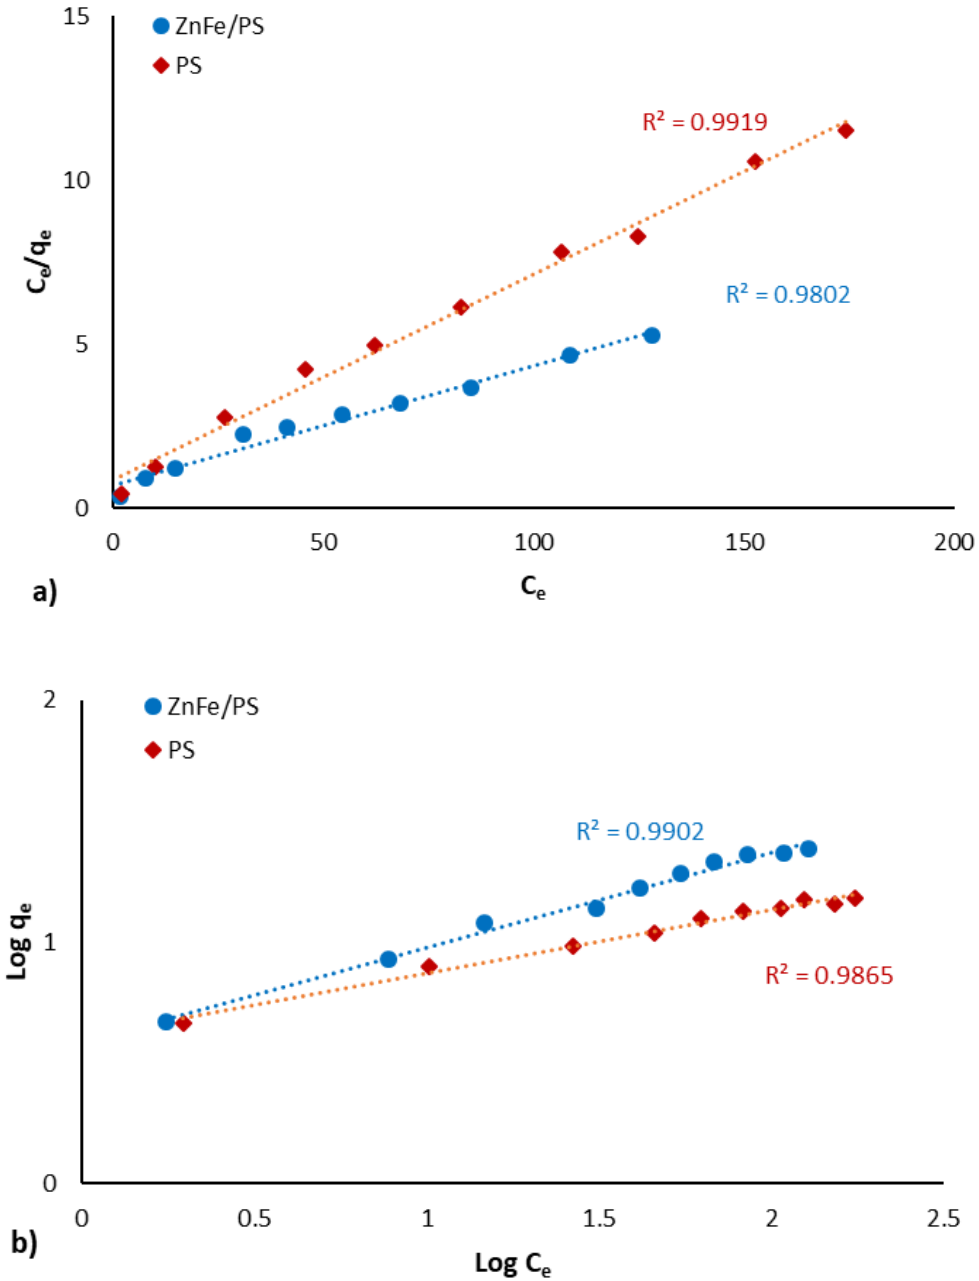 15
ZnFe/PS
PS
R² = 0.9919
10
Cₑ/qₑ
R² = 0.9802
5
0
0 50 100 150 200
a)
Cₑ
2
ZnFe/PS
PS
R² = 0.9902
Log qₑ
1
R² = 0.9865
0
0 0.5 1 1.5 2 2.5
b)
Log Cₑ